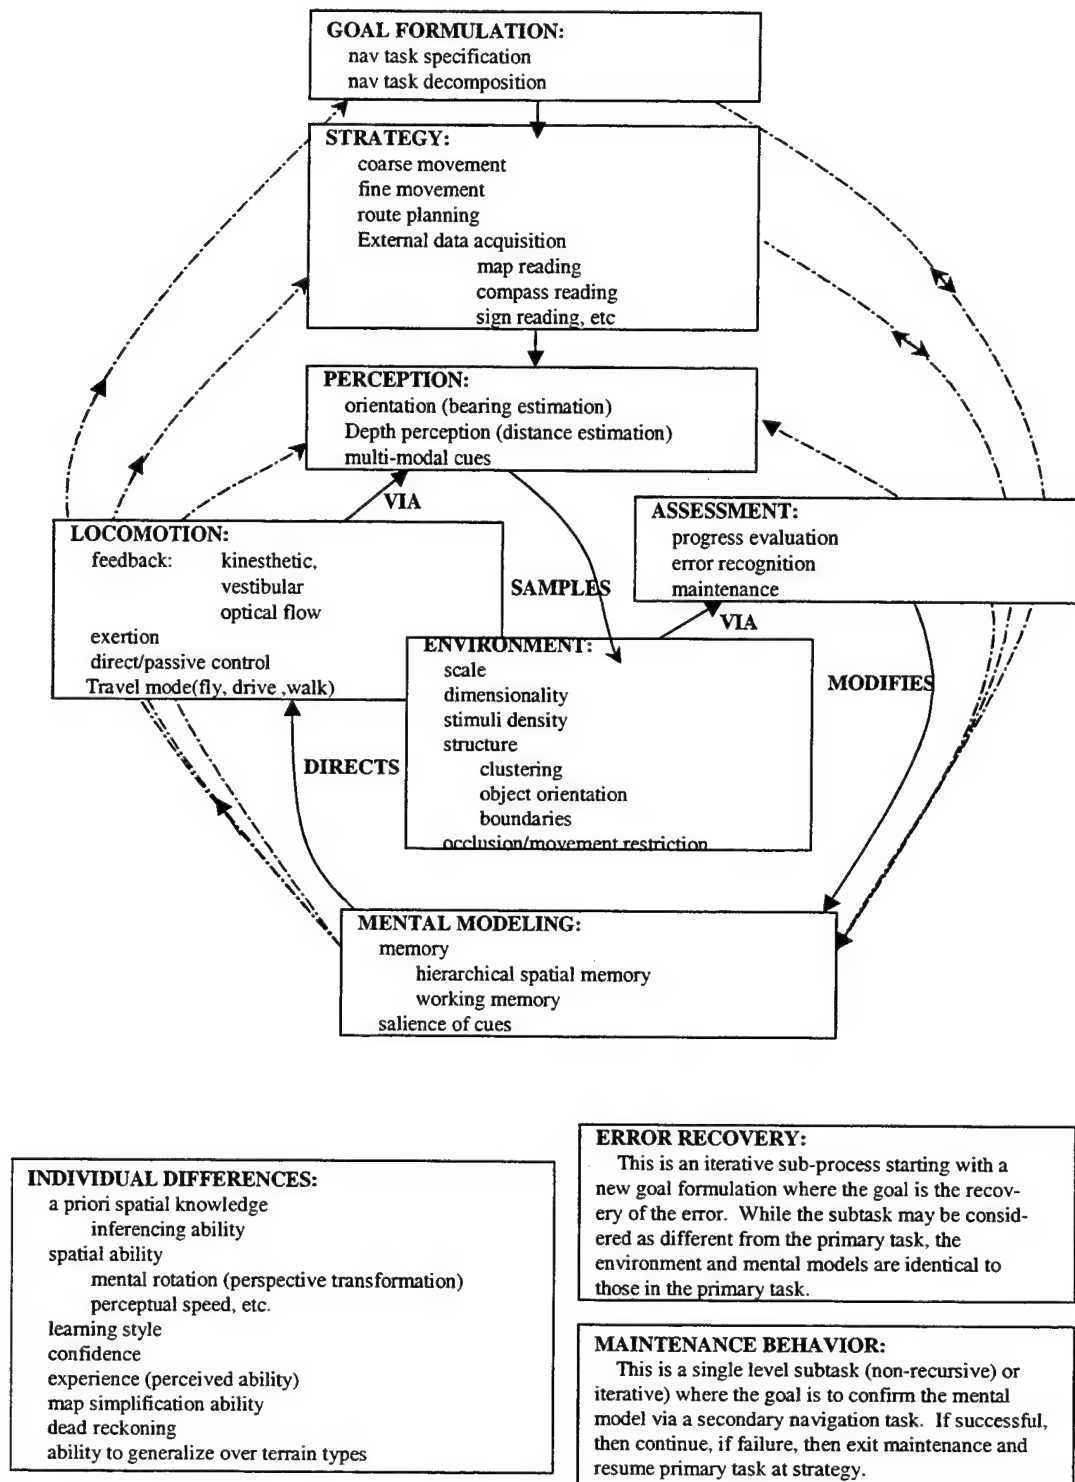 GOAL FORMULATION:
nav task specification
nav task decomposition
STRATEGY:
coarse movement
fine movement
route planning
External data acquisition
map reading
compass reading
sign reading, etc
PERCEPTION:
orientation (bearing estimation)
Depth perception (distance estimation)
multi-modal cues
VIA
LOCOMOTION:
feedback: kinesthetic,
vestibular
optical flow
exertion
direct/passive control
Travel mode(fly, drive ,walk)
SAMPLES
ASSESSMENT:
progress evaluation
error recognition
maintenance
VIA
ENVIRONMENT:
scale
dimensionality
stimuli density
structure
clustering
object orientation
boundaries
occlusion/movement restriction
MODIFIES
DIRECTS
MENTAL MODELING:
memory
hierarchical spatial memory
working memory
salience of cues
INDIVIDUAL DIFFERENCES:
a priori spatial knowledge
inferencing ability
spatial ability
mental rotation (perspective transformation)
perceptual speed, etc.
learning style
confidence
experience (perceived ability)
map simplification ability
dead reckoning
ability to generalize over terrain types
ERROR RECOVERY:
This is an iterative sub-process starting with a
new goal formulation where the goal is the recov-
ery of the error. While the subtask may be consid-
ered as different from the primary task, the
environment and mental models are identical to
those in the primary task.
MAINTENANCE BEHAVIOR:
This is a single level subtask (non-recursive) or
iterative) where the goal is to confirm the mental
model via a secondary navigation task. If successful,
then continue, if failure, then exit maintenance and
resume primary task at strategy.